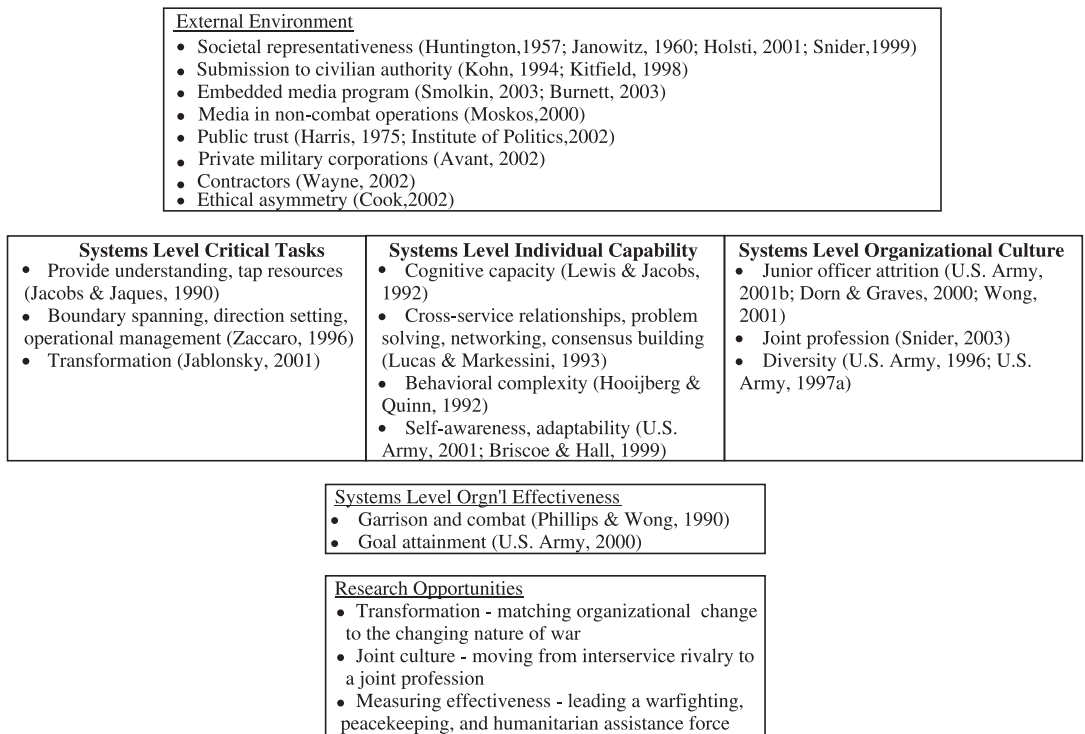 External Environment
• Societal representativeness (Huntington,1957; Janowitz, 1960; Holsti, 2001; Snider,1999)
• Submission to civilian authority (Kohn, 1994; Kitfield, 1998)
• Embedded media program (Smolkin, 2003; Burnett, 2003)
• Media in non-combat operations (Moskos,2000)
• Public trust (Harris, 1975; Institute of Politics,2002)
• Private military corporations (Avant, 2002)
• Contractors (Wayne, 2002)
• Ethical asymmetry (Cook,2002)
Systems Level Critical Tasks
• Provide understanding, tap resources
(Jacobs & Jaques, 1990)
• Boundary spanning, direction setting,
operational management (Zaccaro, 1996)
• Transformation (Jablonsky, 2001)
Systems Level Individual Capability
• Cognitive capacity (Lewis & Jacobs,
1992)
• Cross-service relationships, problem
solving, networking, consensus building
(Lucas & Markessini, 1993)
• Behavioral complexity (Hooijberg &
Quinn, 1992)
• Self-awareness, adaptability (U.S.
Army, 2001; Briscoe & Hall, 1999)
Systems Level Organizational Culture
• Junior officer attrition (U.S. Army,
2001b; Dorn & Graves, 2000; Wong,
2001)
• Joint profession (Snider, 2003)
• Diversity (U.S. Army, 1996; U.S.
Army, 1997a)
Systems Level Orgn'l Effectiveness
• Garrison and combat (Phillips & Wong, 1990)
• Goal attainment (U.S. Army, 2000)
Research Opportunities
• Transformation - matching organizational change
to the changing nature of war
• Joint culture - moving from interservice rivalry to
a joint profession
• Measuring effectiveness - leading a warfighting,
peacekeeping, and humanitarian assistance force